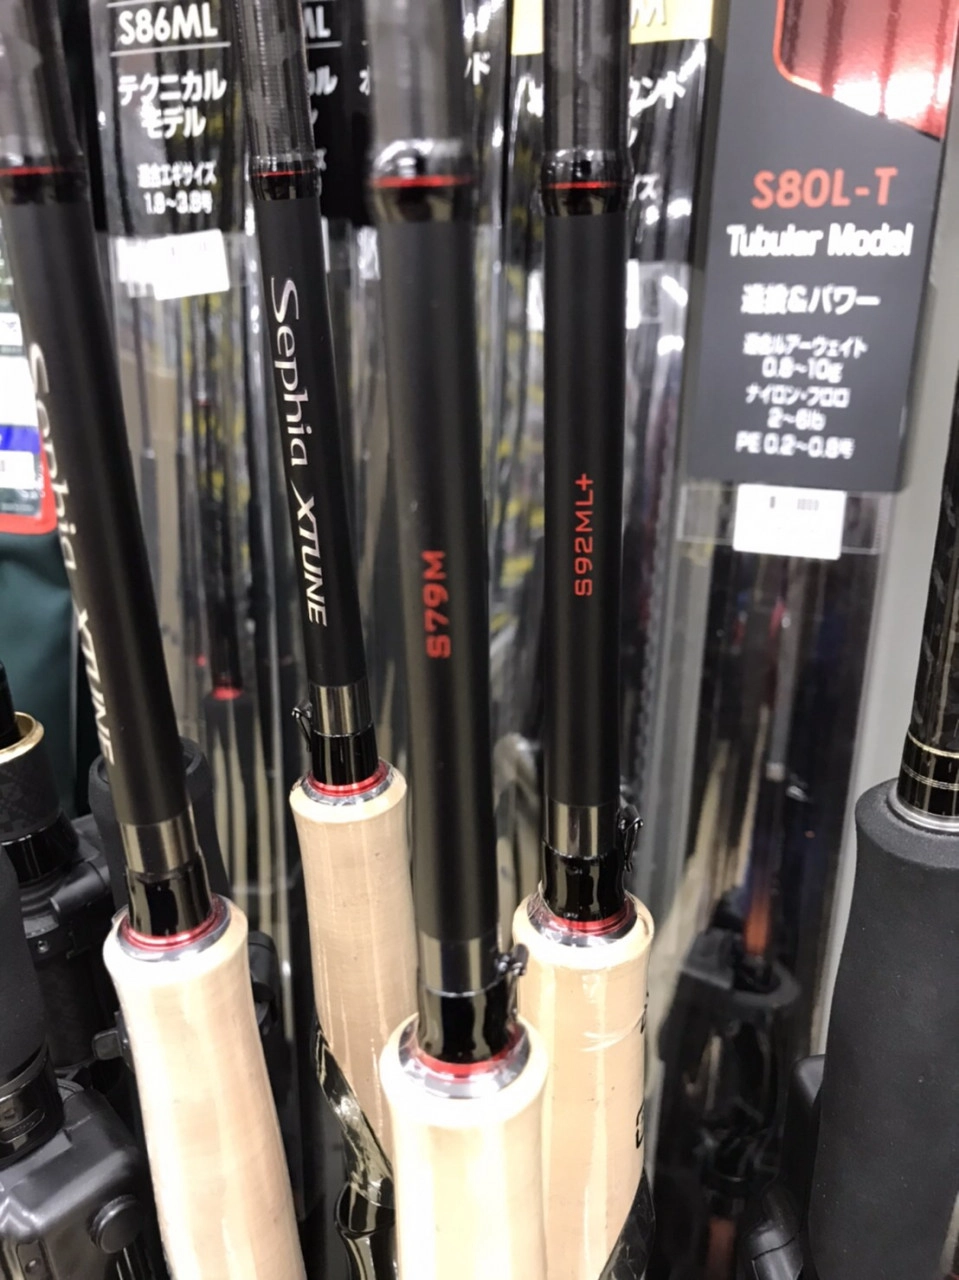 S86ML
テクニカル
モデル
適合エギサイズ
1.8~3.8号
ML
M
S80L-T
Tubular Model
遠投&パワー
適合ルアーウェイト
0.8~10g
ナイロン・フロロ
2~6lb
PE 0.2~0.8号
Sephia XTUNE
Sephia XTUNE
S79M
S92ML+